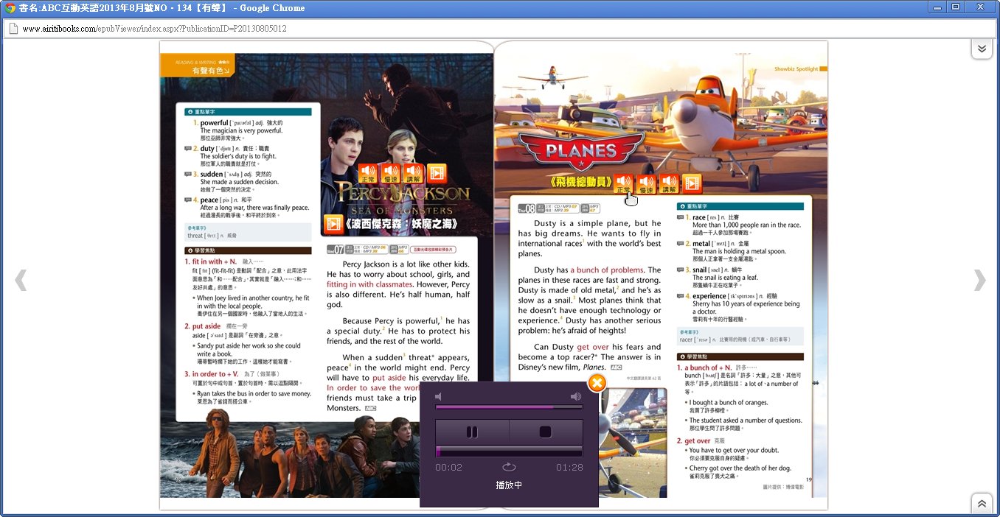 書名:ABC互動英語2013年8月號NO‧134【有聲】 - Google Chrome
www.airitibooks.com/epubViewer/index.aspx?PublicationID=P20130805012
READING & WRITING ★★☆
有聲有色
重點單字
1. powerful [ˋpaʊɚfəl] adj. 強大的
The magician is very powerful.
那位巫師非常強大。
2. duty [ˋdjutɪ] n. 責任；職責
The soldier's duty is to fight.
那位軍人的職責就是打仗。
3. sudden [ˋsʌdn̩] adj. 突然的
She made a sudden decision.
她做了一個突然的決定。
4. peace [pis] n. 和平
After a long war, there was finally peace.
經過漫長的戰爭後，和平終於到來。
參考單字》
threat [θrɛt] n. 威脅
學習焦點
1. fit in with + N. 融入⋯⋯
fit [fɪt] (fit-fit-fit) 是動詞「配合」之意，此用法字
面意思為「和⋯⋯配合」，其實就是「融入⋯⋯；和⋯⋯
友好共處」的意思。
• When Joey lived in another country, he fit
in with the local people.
喬伊住在另一個國家時，他融入了當地人的生活。
2. put aside 擱在一旁
aside [əˋsaɪd] 是副詞「在旁邊」之意。
• Sandy put aside her work so she could
write a book.
珊蒂暫時擱下她的工作，這樣她才能寫書。
3. in order to + V. 為了（做某事）
可置於句中或句首，置於句首時，需以逗點隔開。
• Ryan takes the bus in order to save money.
萊恩為了省錢而搭公車。
正常 慢速 講解
PERCY JACKSON
SEA OF MONSTERS
《波西傑克森：妖魔之海》
Wed 07 課文 正常：CD / MP3 06 慢速：MP3 38 課程講解 MP3 66 互動光碟收錄精彩預告片
Percy Jackson is a lot like other kids.
He has to worry about school, girls, and
fitting in with classmates. However, Percy
is also different. He's half human, half
god.
Because Percy is powerful,1 he has
a special duty.2 He has to protect his
friends, and the rest of the world.
When a sudden3 threat* appears,
peace4 in the world might end. Percy
will have to put aside his everyday life.
In order to save the worl
friends must take a trip
Monsters. ABC
18
Showbiz Spotlight
PLANES
《飛機總動員》
正常 慢速 講解
Thur 08 課文 正常：CD / MP3 07 慢速：MP3 39 課程講解 MP3 67
Dusty is a simple plane, but he
has big dreams. He wants to fly in
international races1 with the world's best
planes.
Dusty has a bunch of problems. The
planes in these races are fast and strong.
Dusty is made of old metal,2 and he's as
slow as a snail.3 Most planes think that
he doesn't have enough technology or
experience.4 Dusty has another serious
problem: he's afraid of heights!
Can Dusty get over his fears and
become a top racer?* The answer is in
Disney's new film, Planes. ABC
中文翻譯請見第 62 頁
重點單字
1. race [res] n. 比賽
More than 1,000 people ran in the race.
超過一千人參加那場賽跑。
2. metal [ˋmɛtl̩] n. 金屬
The man is holding a metal spoon.
那個人正拿著一支金屬湯匙。
3. snail [snel] n. 蝸牛
The snail is eating a leaf.
那隻蝸牛正在吃葉子。
4. experience [ɪkˋspɪrɪəns] n. 經驗
Sherry has 10 years of experience being
a doctor.
雪莉有十年的行醫經驗。
參考單字》
racer [ˋresɚ] n. 比賽用的飛機（或汽車、自行車等）
學習焦點
1. a bunch of + N. 許多⋯⋯
bunch [bʌntʃ] 是名詞「許多；大量」之意，其他可
表示「許多」的片語包括：a lot of、a number of
等。
• I bought a bunch of oranges.
我買了許多柳橙。
• The student asked a number of questions.
那位學生問了許多問題。
2. get over 克服
• You have to get over your doubt.
你必須要克服自身的疑慮。
• Cherry got over the death of her dog.
雀莉克服了喪犬之痛。
圖片提供：博偉電影
19
00:02
01:28
播放中